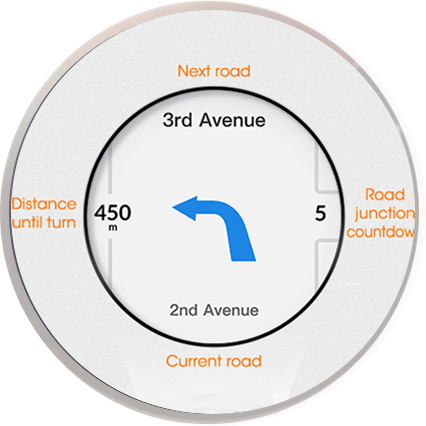 Next road
3rd Avenue
Distance
until turn
450
m
5
Road
junction
countdow
2nd Avenue
Current road